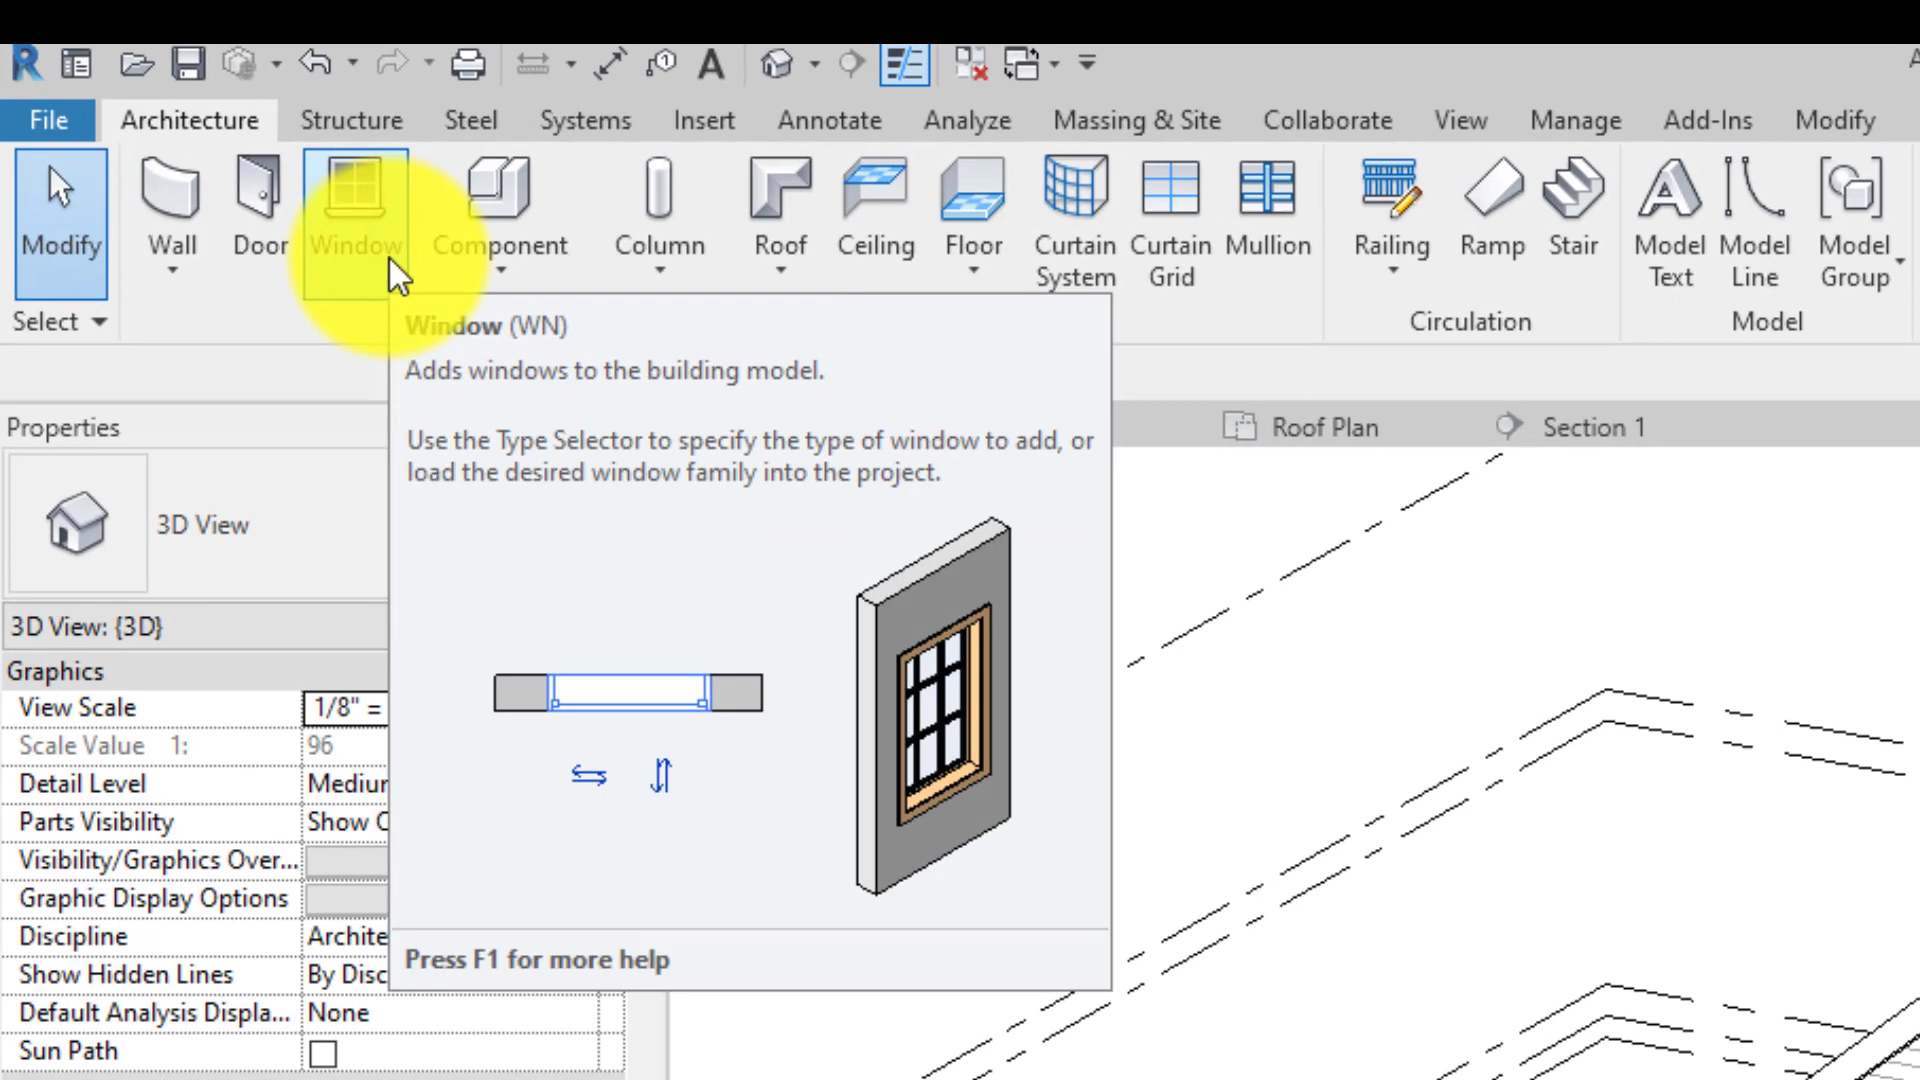 A
File Architecture Structure Steel Systems Insert Annotate Analyze Massing & Site Collaborate View Manage Add-Ins Modify
Modify Wall Door Window Component Column Roof Ceiling Floor Curtain System Curtain Grid Mullion Railing Ramp Stair Model Text Model Line Model Group
Select Circulation Model
Window (WN)
Adds windows to the building model.
Use the Type Selector to specify the type of window to add, or
load the desired window family into the project.
Press F1 for more help
Roof Plan Section 1
Properties
3D View
3D View: {3D}
Graphics
View Scale 1/8" =
Scale Value 1: 96
Detail Level
Parts Visibility Show
Visibility/Graphics Over...
Graphic Display Options
Discipline
Show Hidden Lines By
Default Analysis Displa... None
Sun Path